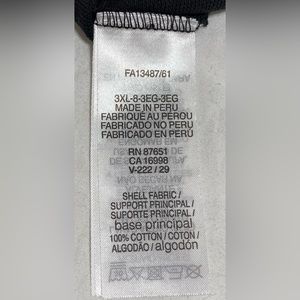 FA13487/61
3XL-8-3EG-3EG
MADE IN PERU
FABRIQUÉ AU PÉROU
FABRICADO NO PERU
FABRICADO EN PERÚ
RN 87651
CA 16998
V-222 / 29
SHELL FABRIC /
SUPPORT PRINCIPAL /
SUPORTE PRINCIPAL /
base principal
100% COTTON / COTON /
ALGODÃO / algodón